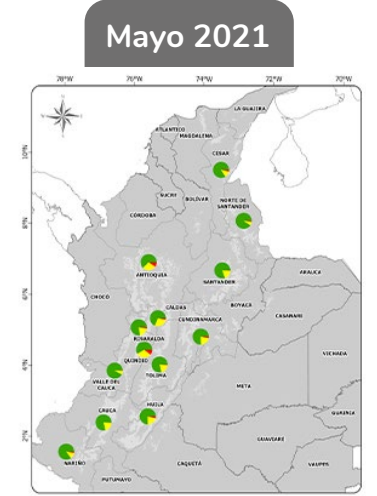 Mayo 2021
78°W 76°W 74°W 72°W 70°W
LA GUAJIRA
ATLANTICO
MAGDALENA
10°N
CESAR
SUCRE
BOLÍVAR
NORTE DE
SANTANDER
CÓRDOBA
8°N
ANTIOQUIA
SANTANDER
ARAUCA
6°N
CHOCÓ
CALDAS
BOYACÁ
CUNDINAMARCA
CASANARE
RISARALDA
VICHADA
QUINDÍO
4°N
TOLIMA
VALLE DEL
CAUCA
META
HUILA
CAUCA
GUAINÍA
2°N
GUAVIARE
NARIÑO
CAQUETÁ
VAUPÉS
PUTUMAYO